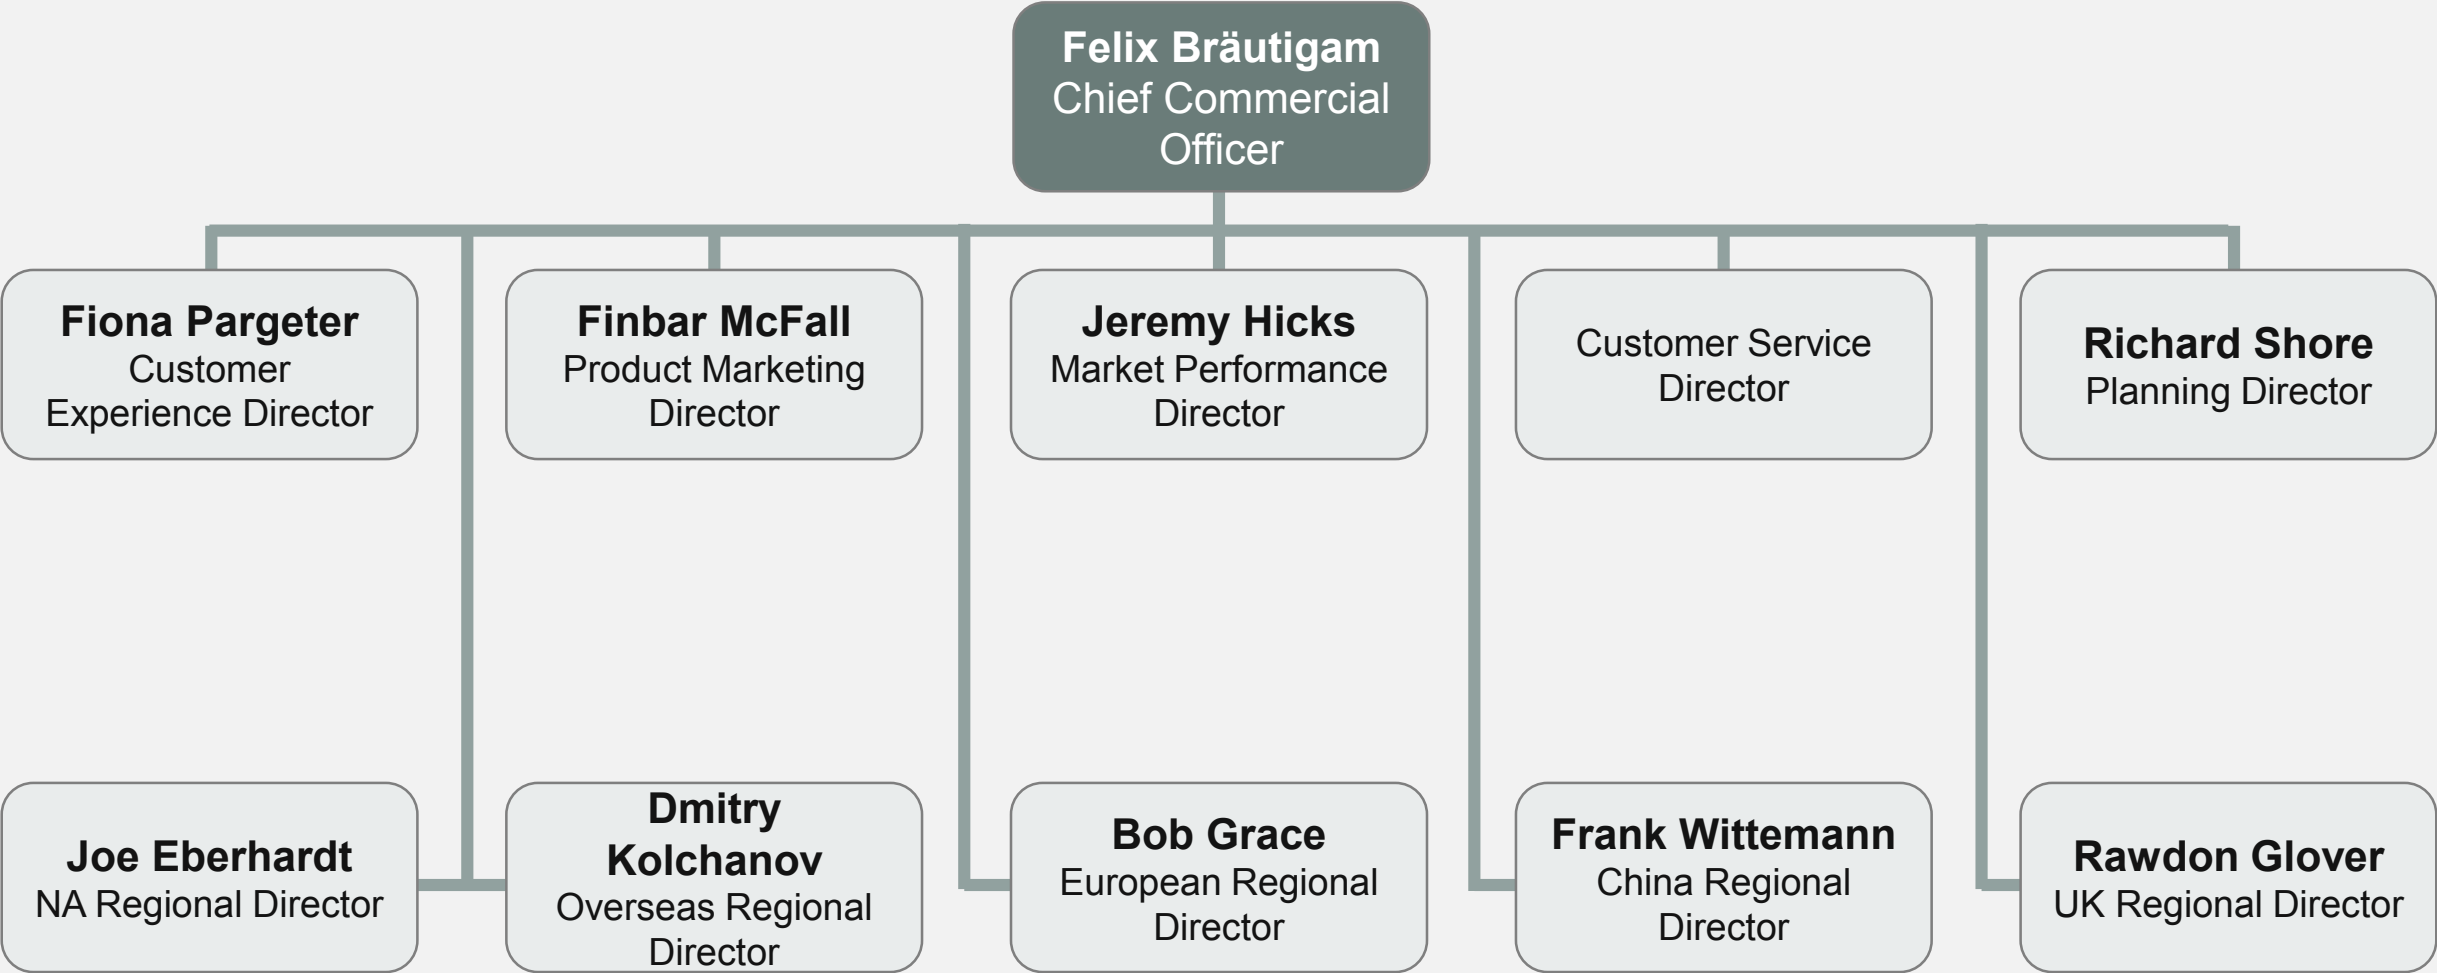 Felix Bräutigam
Chief Commercial
Officer
Fiona Pargeter
Customer
Experience Director
Finbar McFall
Product Marketing
Director
Jeremy Hicks
Market Performance
Director
Customer Service
Director
Richard Shore
Planning Director
Joe Eberhardt
NA Regional Director
Dmitry
Kolchanov
Overseas Regional
Director
Bob Grace
European Regional
Director
Frank Wittemann
China Regional
Director
Rawdon Glover
UK Regional Director